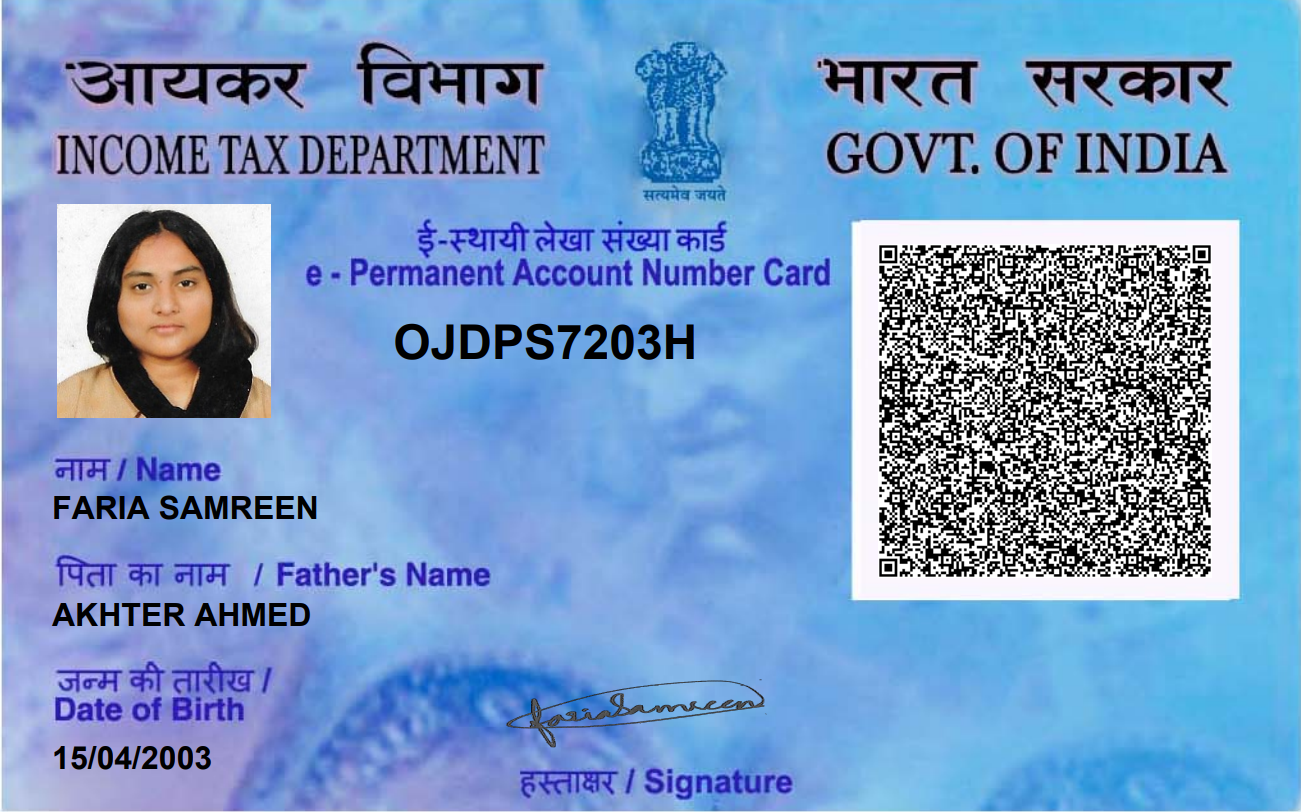 आयकर विभाग
INCOME TAX DEPARTMENT
सत्यमेव जयते
भारत सरकार
GOVT. OF INDIA
ई-स्थायी लेखा संख्या कार्ड
e - Permanent Account Number Card
OJDPS7203H
नाम / Name
FARIA SAMREEN
पिता का नाम / Father's Name
AKHTER AHMED
जन्म की तारीख /
Date of Birth
15/04/2003
FariaSamreen
हस्ताक्षर / Signature